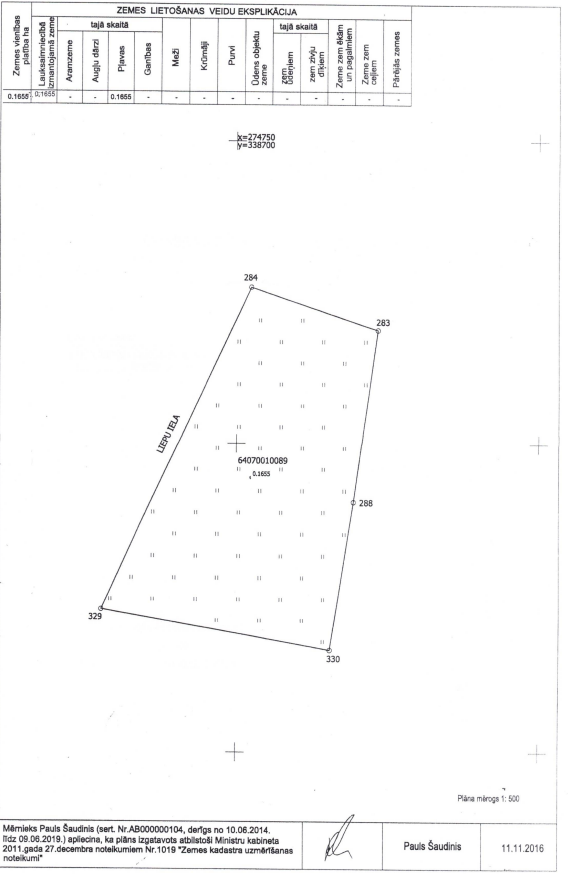 ZEMES LIETOŠANAS VEIDU EKSPLIKĀCIJA
Zemes vienības platība ha
Lauksaimniecībā izmantojamā zeme
tajā skaitā
Aramzeme
Augļu dārzi
Pļavas
Ganības
Meži
Krūmāji
Purvi
Ūdens objektu zeme
tajā skaitā
zem ūdeņiem
zem zivju dīķiem
Zeme zem ēkām un pagalmiem
Zeme zem ceļiem
Pārējās zemes
0.1655 0,1655 - - 0.1655 - - - - - - - - - -
x=274750
y=338700
284
283
LIEPU IELA
64070010089
0.1655
288
329
330
Plāna mērogs 1: 500
Mērnieks Pauls Šaudinis (sert. Nr.AB000000104, derīgs no 10.06.2014.
līdz 09.06.2019.) apliecina, ka plāns izgatavots atbilstoši Ministru kabineta
2011.gada 27.decembra noteikumiem Nr.1019 "Zemes kadastra uzmērīšanas
noteikumi"
Pauls Šaudinis
11.11.2016